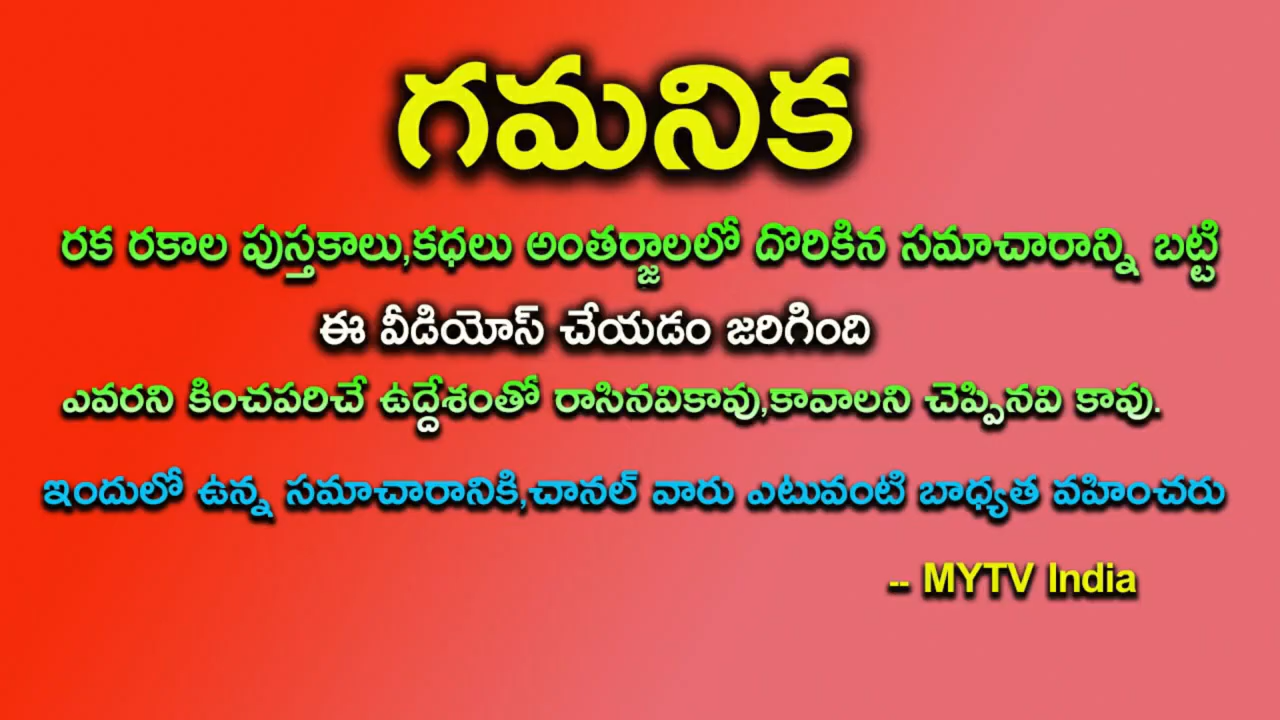 గమనిక
రక రకాల పుస్తకాలు,కధలు అంతర్జాలలో దొరికిన సమాచారాన్ని బట్టి
ఈ వీడియోస్ చేయడం జరిగింది
ఎవరని కించపరిచే ఉద్దేశంతో రాసినవికావు,కావాలని చెప్పినవి కావు.
ఇందులో ఉన్న సమాచారానికి,చానల్ వారు ఎటువంటి బాధ్యత వహించరు
-- MYTV India